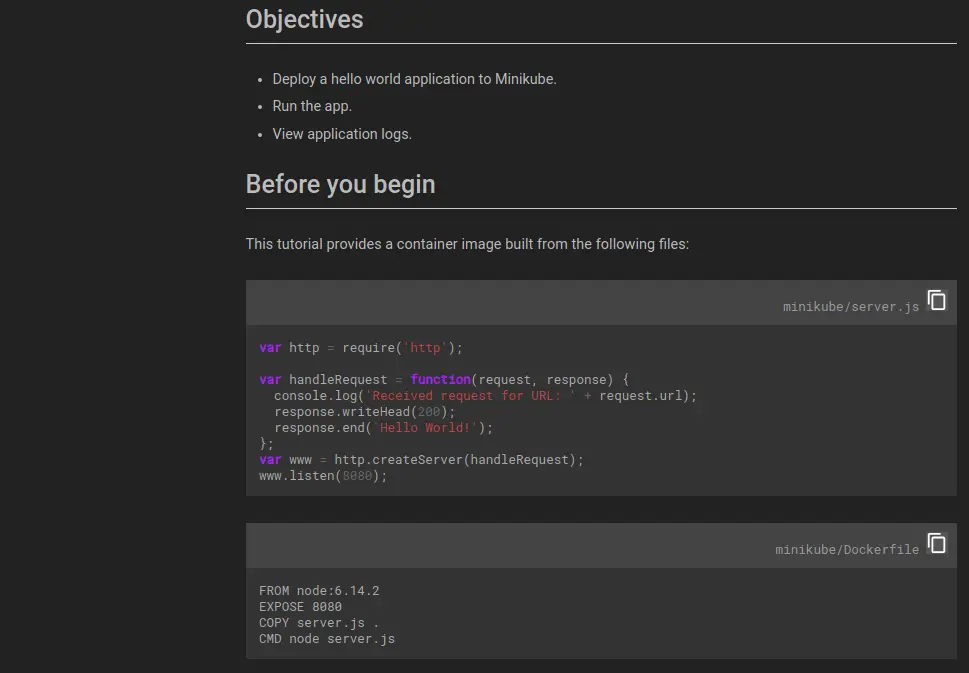 Objectives
• Deploy a hello world application to Minikube.
• Run the app.
• View application logs.
Before you begin
This tutorial provides a container image built from the following files:
minikube/server.js
var http = require('http');
var handleRequest = function(request, response) {
  console.log('Received request for URL: ' + request.url);
  response.writeHead(200);
  response.end('Hello World!');
};
var www = http.createServer(handleRequest);
www.listen(8080);
minikube/Dockerfile
FROM node:6.14.2
EXPOSE 8080
COPY server.js .
CMD node server.js